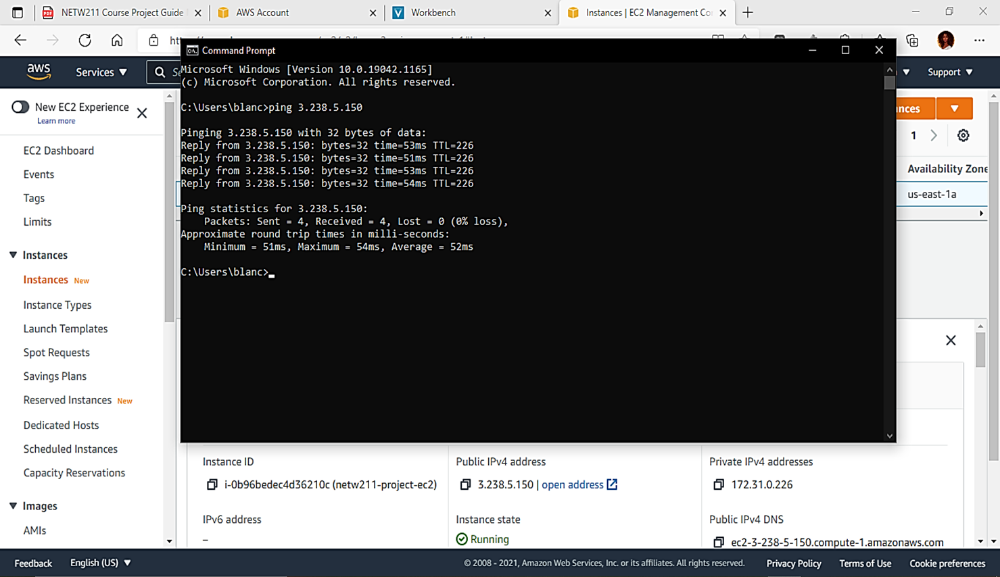 NETW211 Course Project Guide
AWS Account
Workbench
Instances | EC2 Management Co
aws
Services
Support
Command Prompt
Microsoft Windows [Version 10.0.19042.1165]
(c) Microsoft Corporation. All rights reserved.
C:\Users\blanc>ping 3.238.5.150
Pinging 3.238.5.150 with 32 bytes of data:
Reply from 3.238.5.150: bytes=32 time=53ms TTL=226
Reply from 3.238.5.150: bytes=32 time=51ms TTL=226
Reply from 3.238.5.150: bytes=32 time=53ms TTL=226
Reply from 3.238.5.150: bytes=32 time=54ms TTL=226
Ping statistics for 3.238.5.150:
Packets: Sent = 4, Received = 4, Lost = 0 (0% loss),
Approximate round trip times in milli-seconds:
Minimum = 51ms, Maximum = 54ms, Average = 52ms
C:\Users\blanc>
New EC2 Experience
Learn more
EC2 Dashboard
Events
Tags
Limits
Instances
Instances New
Instance Types
Launch Templates
Spot Requests
Savings Plans
Reserved Instances New
Dedicated Hosts
Scheduled Instances
Capacity Reservations
Images
AMIs
nces
1
Availability Zone
us-east-1a
Instance ID
i-0b96bedec4d36210c (netw211-project-ec2)
Public IPv4 address
3.238.5.150 | open address
Private IPv4 addresses
172.31.0.226
IPv6 address
–
Instance state
Running
Public IPv4 DNS
ec2-3-238-5-150.compute-1.amazonaws.com
Feedback
English (US)
© 2008 - 2021, Amazon Web Services, Inc. or its affiliates. All rights reserved.
Privacy Policy
Terms of Use
Cookie preferences